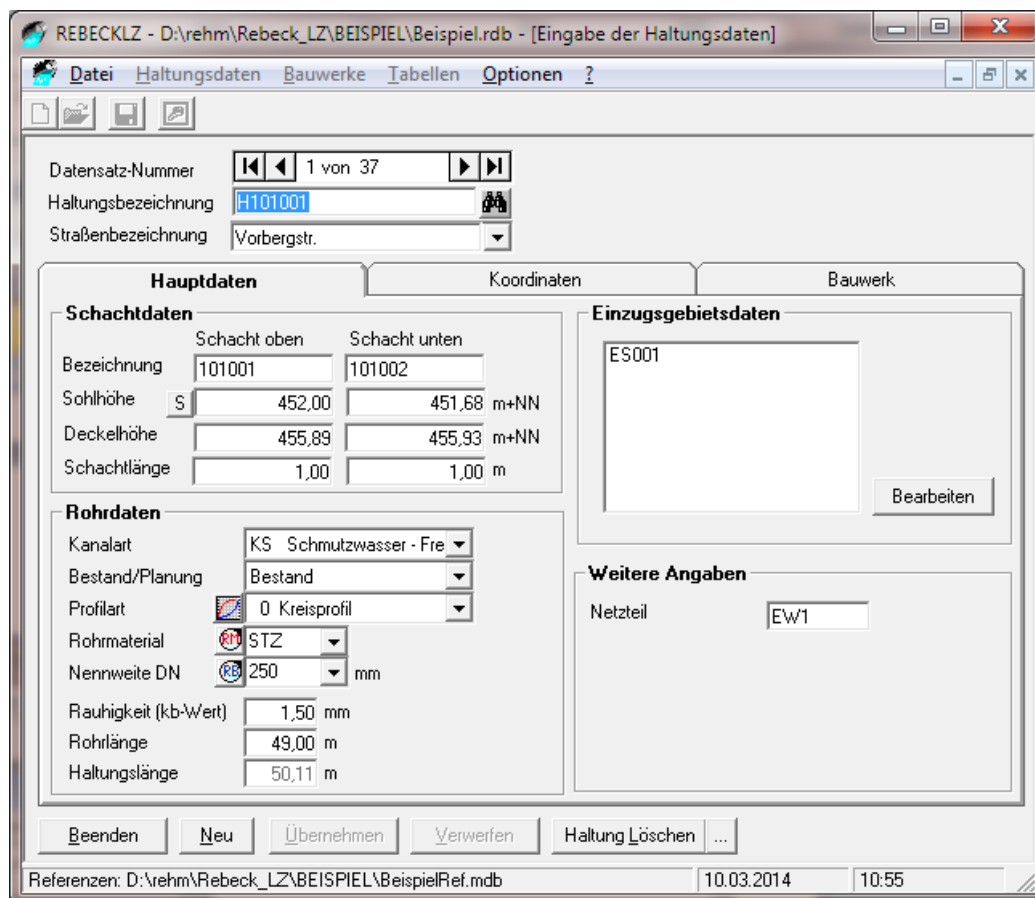 REBECKLZ - D:\rehm\Rebeck_LZ\BEISPIEL\Beispiel.rdb - [Eingabe der Haltungsdaten]
Datei Haltungsdaten Bauwerke Tabellen Optionen ?
Datensatz-Nummer 1 von 37
Haltungsbezeichnung H101001
Straßenbezeichnung Vorbergstr.
Hauptdaten Koordinaten Bauwerk
Schachtdaten
Schacht oben Schacht unten
Bezeichnung 101001 101002
Sohlhöhe S 452,00 451,68 m+NN
Deckelhöhe 455,89 455,93 m+NN
Schachtlänge 1,00 1,00 m
Einzugsgebietsdaten
ES001
Bearbeiten
Rohrdaten
Kanalart KS Schmutzwasser - Fre
Bestand/Planung Bestand
Profilart 0 Kreisprofil
Rohrmaterial RM STZ
Nennweite DN RB 250 mm
Rauhigkeit (kb-Wert) 1,50 mm
Rohrlänge 49,00 m
Haltungslänge 50,11 m
Weitere Angaben
Netzteil EW1
Beenden Neu Übernehmen Verwerfen Haltung Löschen ...
Referenzen: D:\rehm\Rebeck_LZ\BEISPIEL\BeispielRef.mdb 10.03.2014 10:55